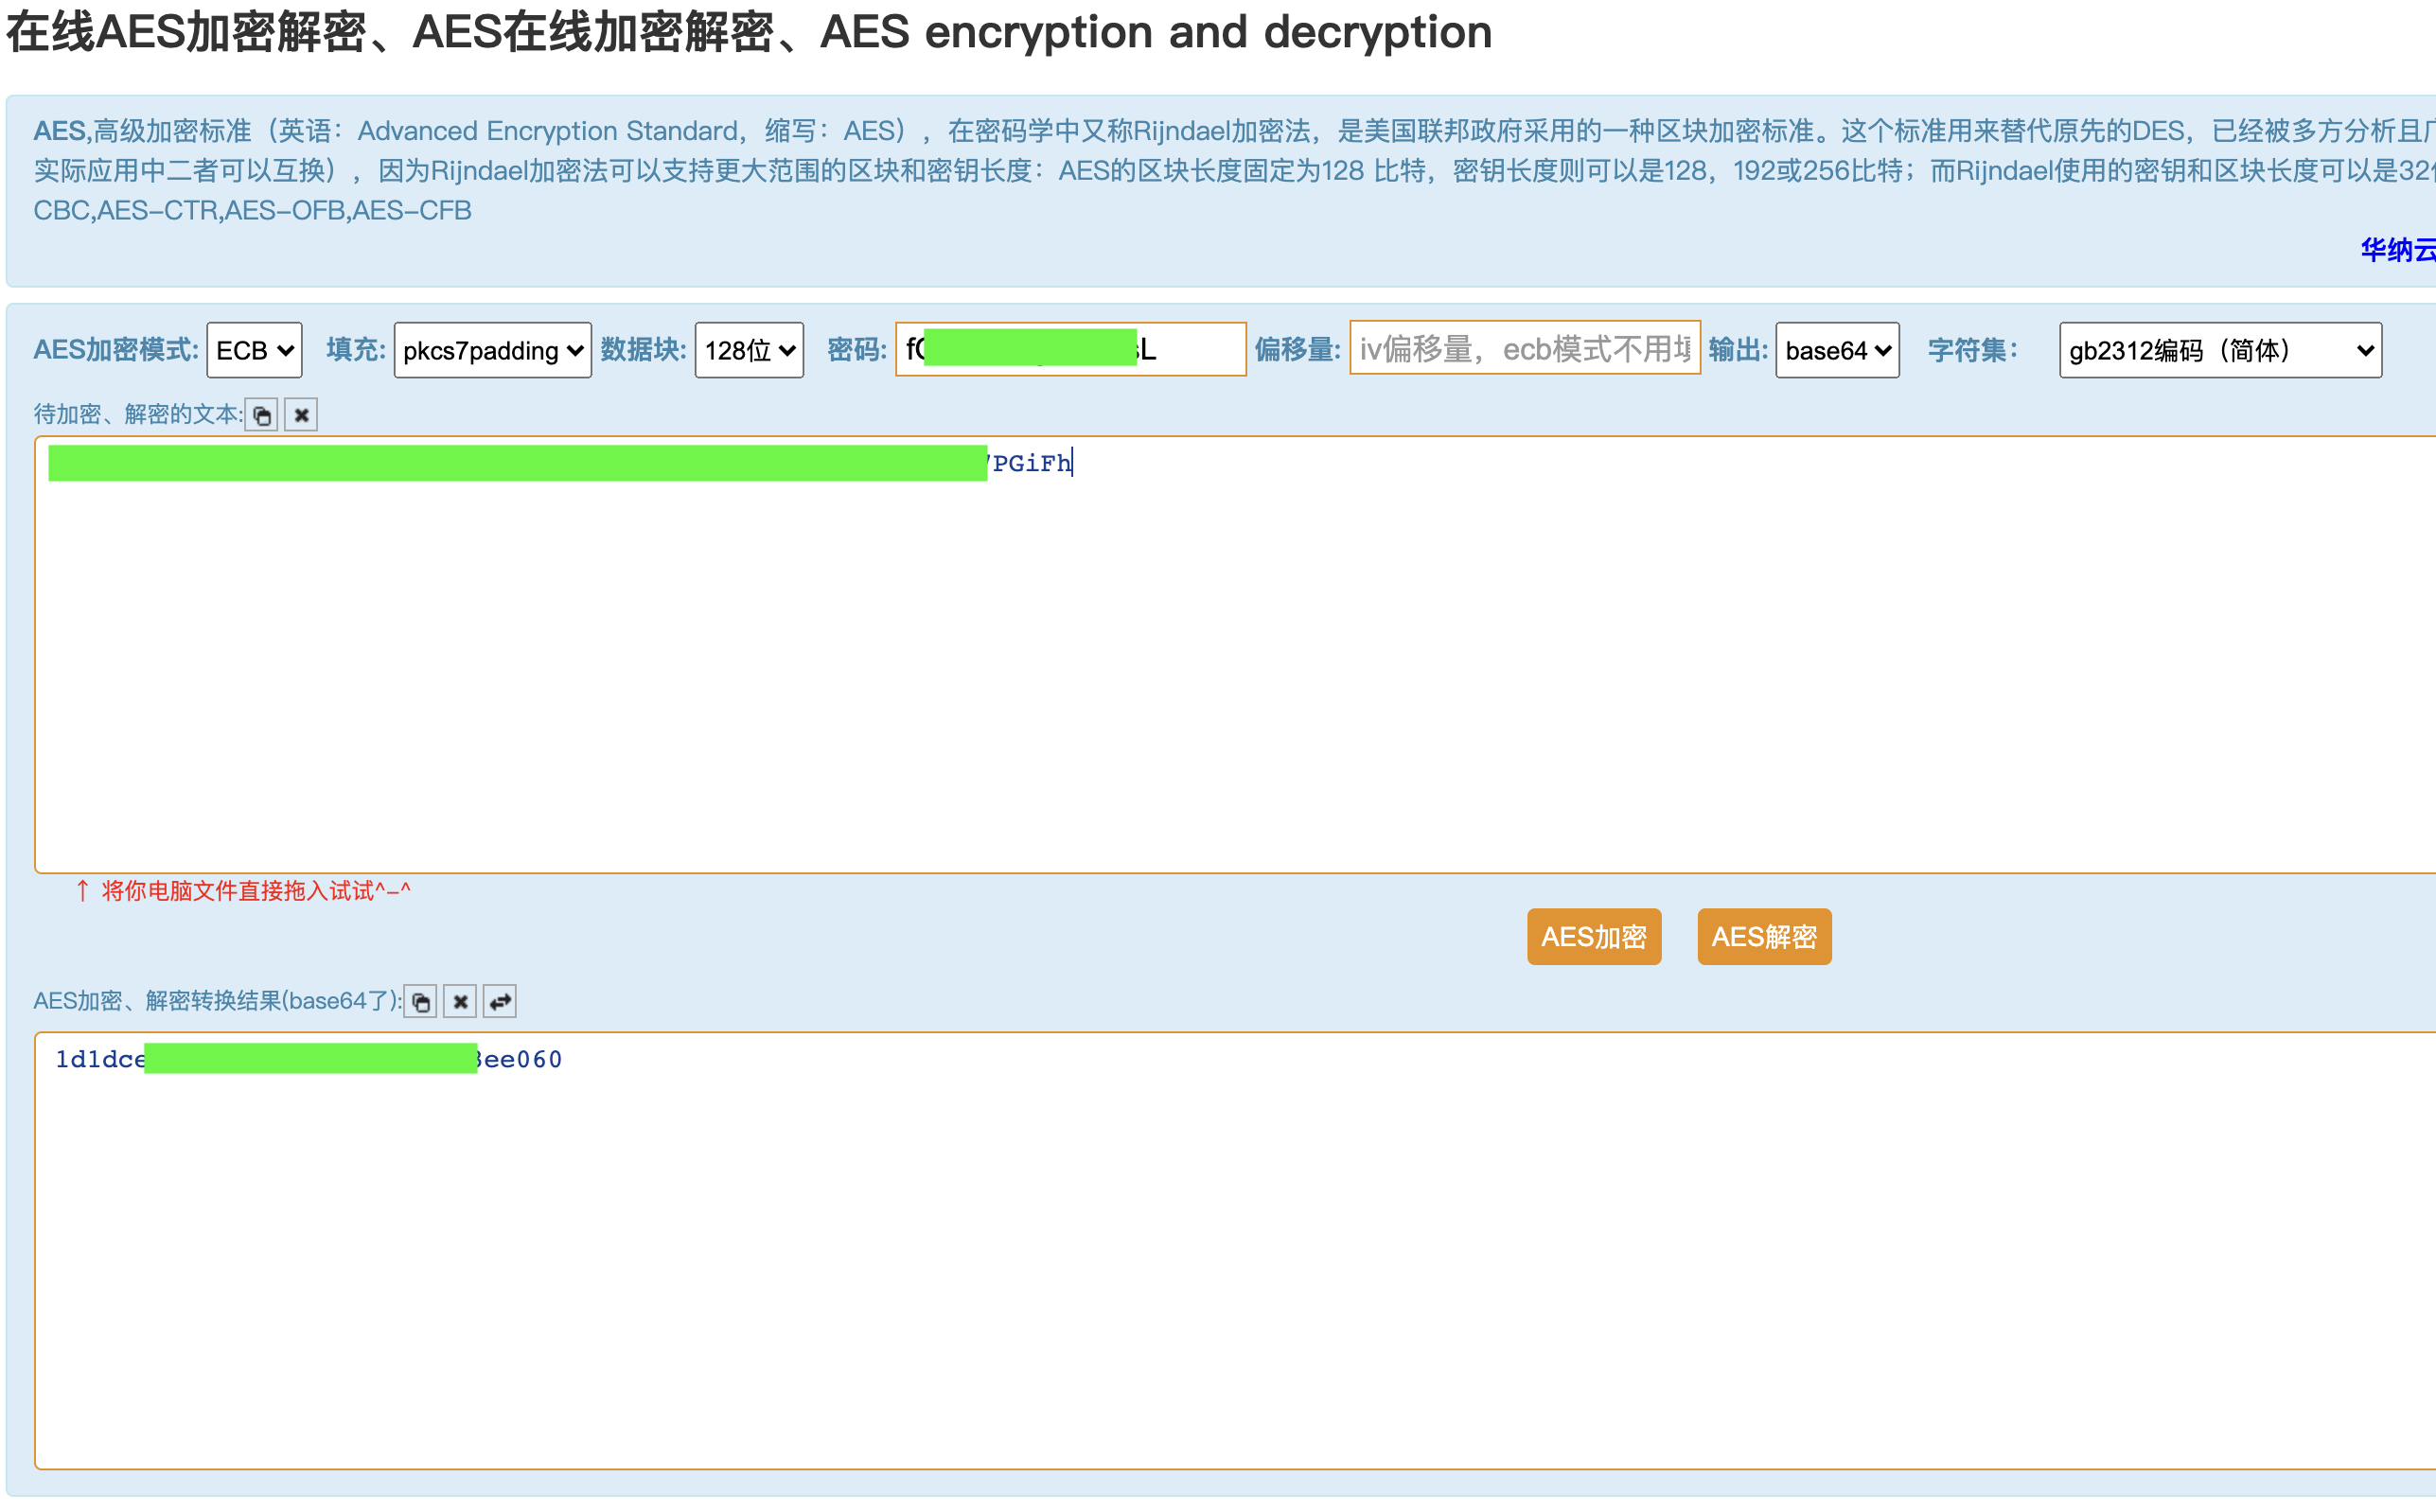 在线AES加密解密、AES在线加密解密、AES encryption and decryption
AES,高级加密标准（英语：Advanced Encryption Standard，缩写：AES），在密码学中又称Rijndael加密法，是美国联邦政府采用的一种区块加密标准。这个标准用来替代原先的DES，已经被多方分析且
实际应用中二者可以互换），因为Rijndael加密法可以支持更大范围的区块和密钥长度：AES的区块长度固定为128 比特，密钥长度则可以是128，192或256比特；而Rijndael使用的密钥和区块长度可以是32
CBC,AES-CTR,AES-OFB,AES-CFB
华纳云
AES加密模式: ECB 填充: pkcs7padding 数据块: 128位 密码: f sL 偏移量: iv偏移量，ecb模式不用填 输出: base64 字符集： gb2312编码（简体）
待加密、解密的文本:
PGiFh
↑ 将你电脑文件直接拖入试试^-^
AES加密 AES解密
AES加密、解密转换结果(base64了):
1d1dce 3ee060